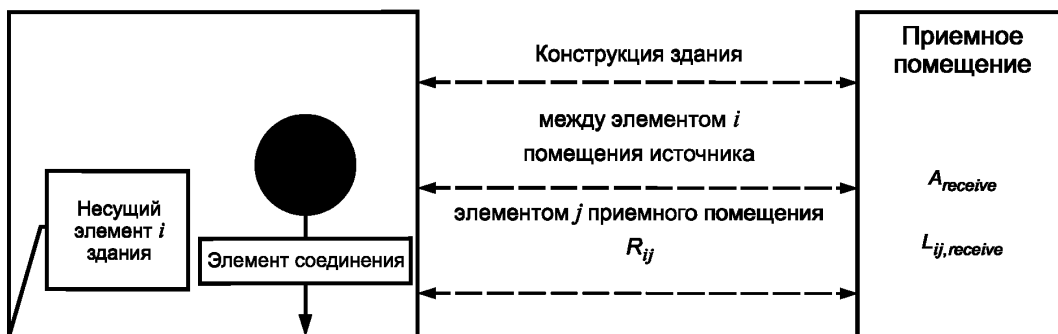 Несущий
элемент i
здания
Элемент соединения
Конструкция здания
между элементом i
помещения источника
элементом j приемного помещения
R_ij
Приемное
помещение
A_receive
L_ij,receive